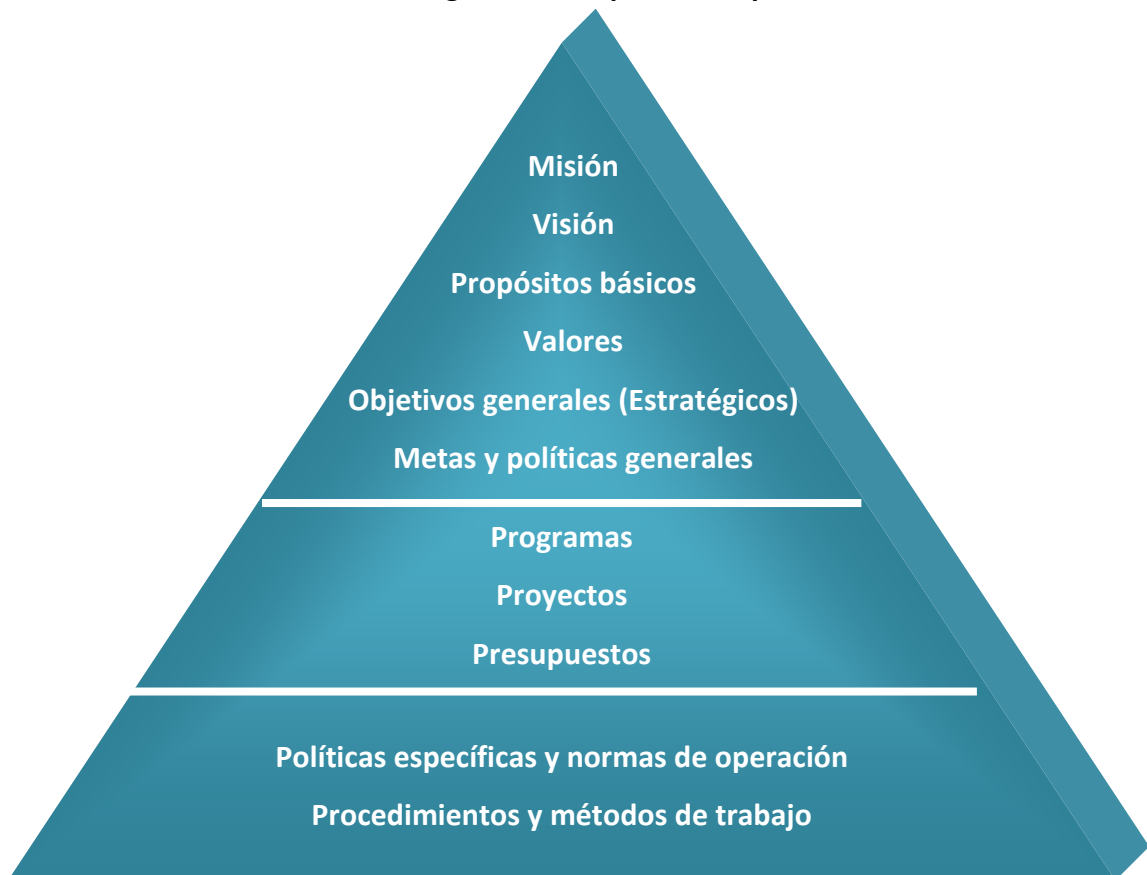 Misión
Visión
Propósitos básicos
Valores
Objetivos generales (Estratégicos)
Metas y políticas generales
Programas
Proyectos
Presupuestos
Políticas específicas y normas de operación
Procedimientos y métodos de trabajo